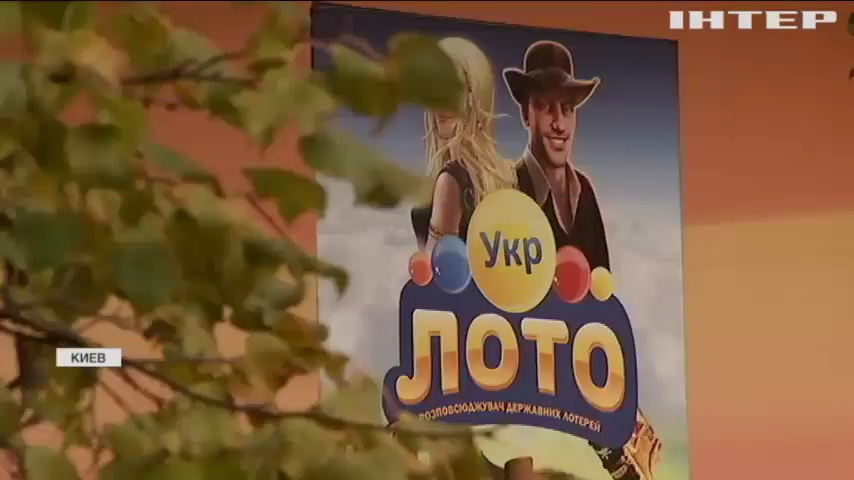 ІНТЕР
Укр
ЛОТО
РОЗПОВСЮДЖУВАЧ ДЕРЖАВНИХ ЛОТЕРЕЙ
КИЕВ